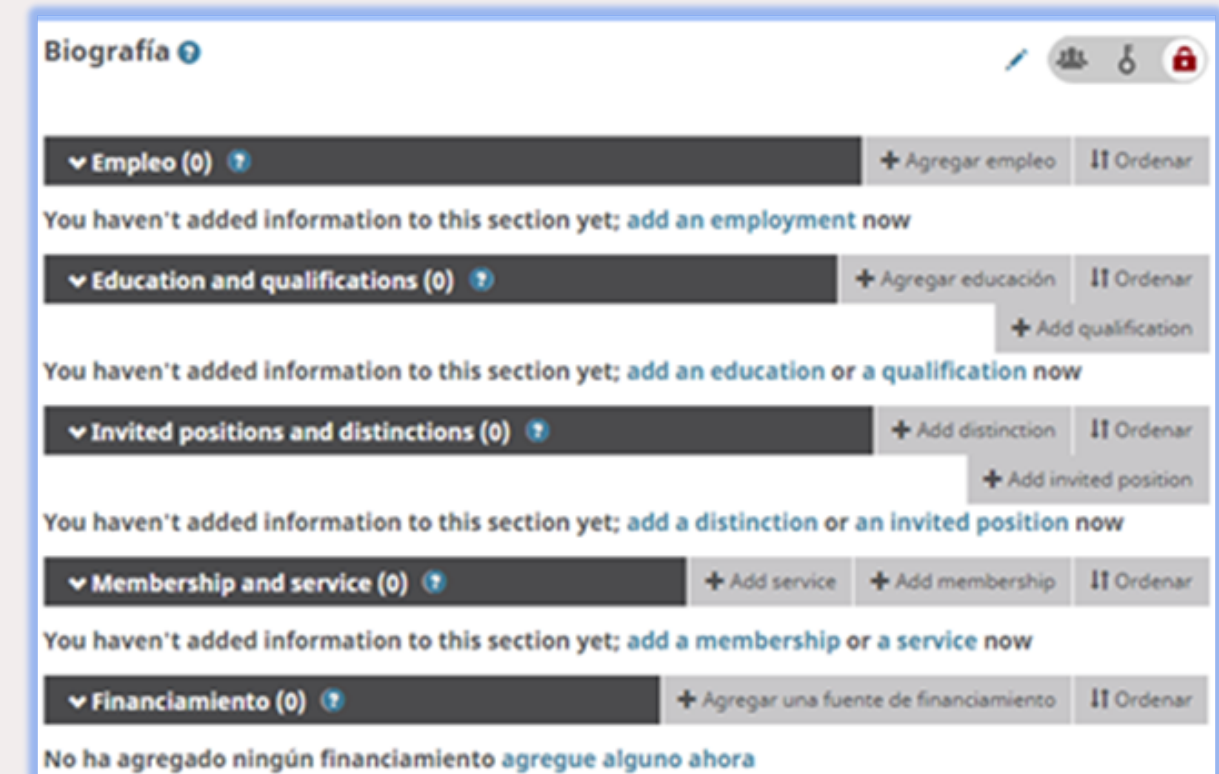 Biografía
Empleo (0) + Agregar empleo Ordenar
You haven't added information to this section yet; add an employment now
Education and qualifications (0) + Agregar educación Ordenar
+ Add qualification
You haven't added information to this section yet; add an education or a qualification now
Invited positions and distinctions (0) + Add distinction Ordenar
+ Add invited position
You haven't added information to this section yet; add a distinction or an invited position now
Membership and service (0) + Add service + Add membership Ordenar
You haven't added information to this section yet; add a membership or a service now
Financiamiento (0) + Agregar una fuente de financiamiento Ordenar
No ha agregado ningún financiamiento agregue alguno ahora